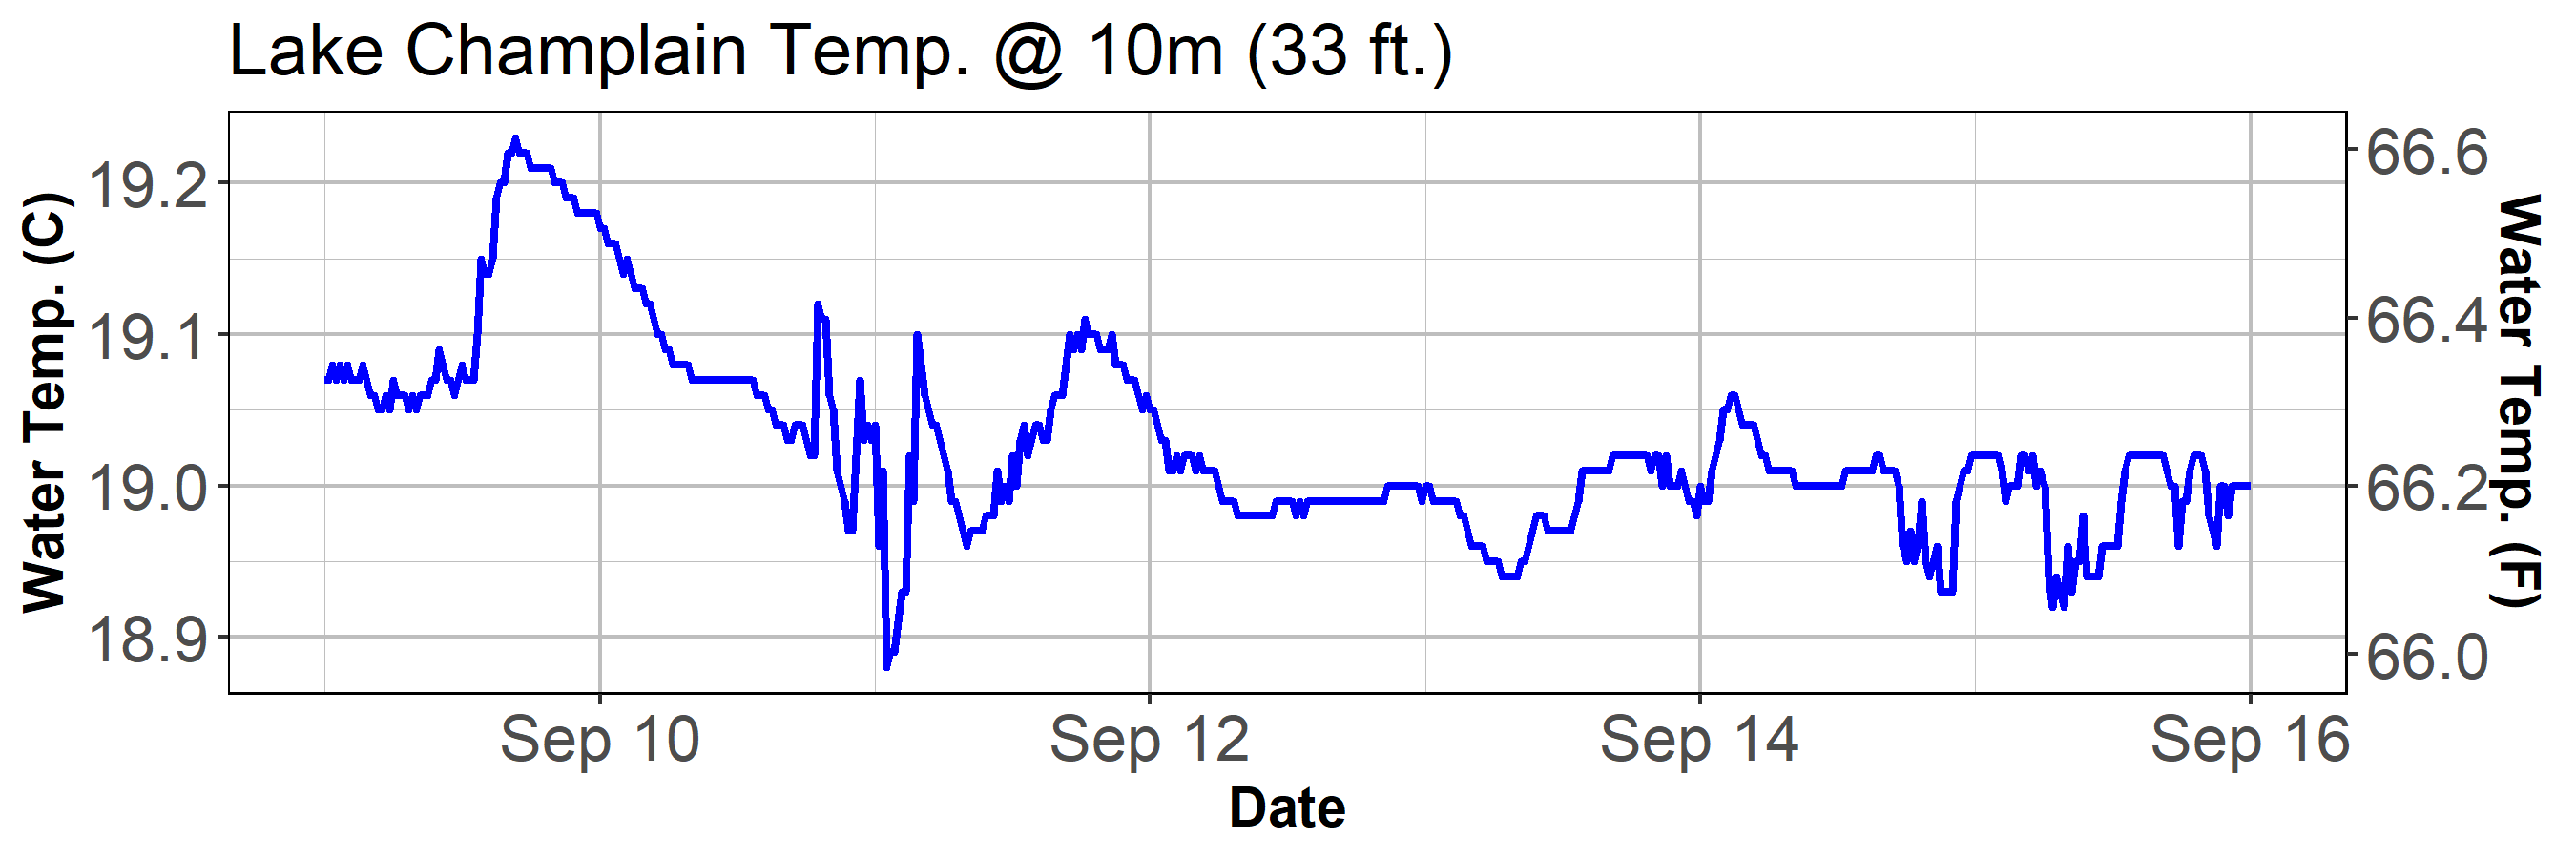 Lake Champlain Temp. @ 10m (33 ft.)
Water Temp. (C)
19.2
19.1
19.0
18.9
66.6
66.4
66.2
66.0
Water Temp. (F)
Sep 10 Sep 12 Sep 14 Sep 16
Date